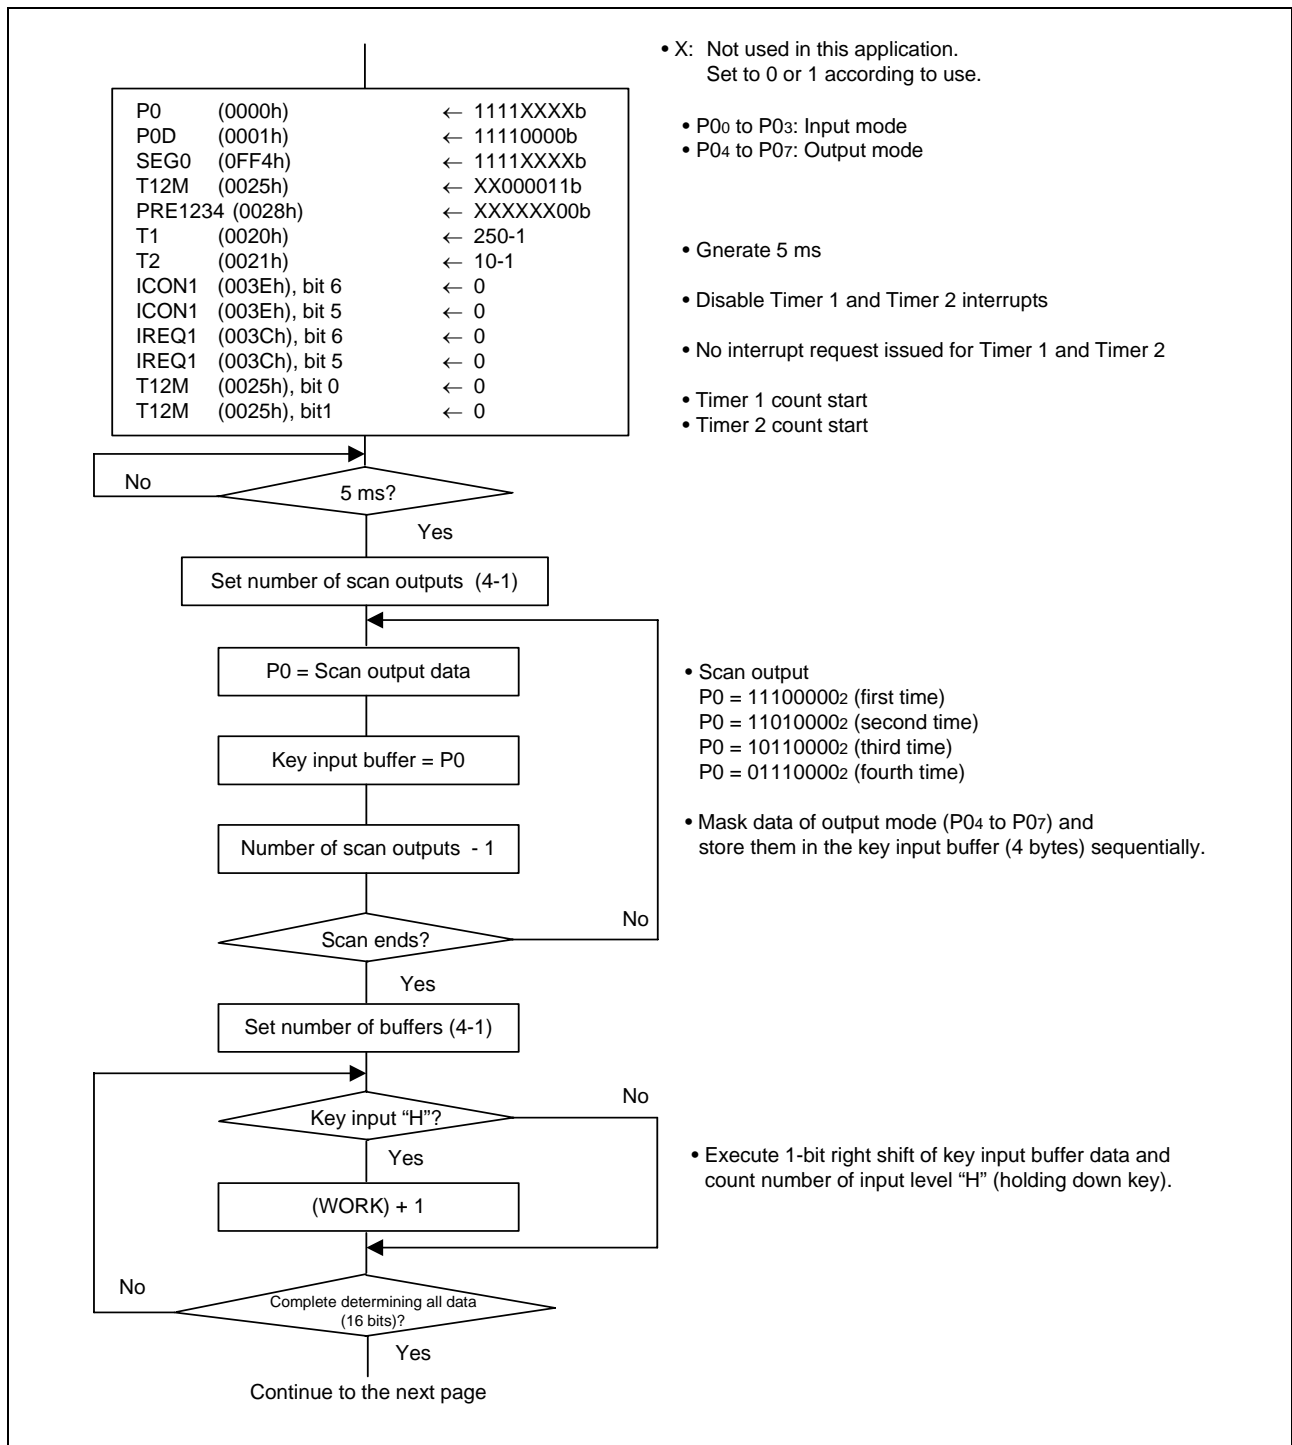 • X: Not used in this application.
Set to 0 or 1 according to use.
P0 (0000h) ← 1111XXXXb
P0D (0001h) ← 11110000b
• P00 to P03: Input mode
SEG0 (0FF4h) ← 1111XXXXb
• P04 to P07: Output mode
T12M (0025h) ← XX000011b
PRE1234 (0028h) ← XXXXXX00b
T1 (0020h) ← 250-1
• Gnerate 5 ms
T2 (0021h) ← 10-1
ICON1 (003Eh), bit 6 ← 0
• Disable Timer 1 and Timer 2 interrupts
ICON1 (003Eh), bit 5 ← 0
IREQ1 (003Ch), bit 6 ← 0
• No interrupt request issued for Timer 1 and Timer 2
IREQ1 (003Ch), bit 5 ← 0
T12M (0025h), bit 0 ← 0
• Timer 1 count start
T12M (0025h), bit1 ← 0
• Timer 2 count start
No
5 ms?
Yes
Set number of scan outputs (4-1)
P0 = Scan output data
• Scan output
P0 = 111000002 (first time)
P0 = 110100002 (second time)
P0 = 101100002 (third time)
P0 = 011100002 (fourth time)
Key input buffer = P0
• Mask data of output mode (P04 to P07) and
store them in the key input buffer (4 bytes) sequentially.
Number of scan outputs - 1
No
Scan ends?
Yes
Set number of buffers (4-1)
No
Key input “H”?
Yes
• Execute 1-bit right shift of key input buffer data and
count number of input level “H” (holding down key).
(WORK) + 1
No
Complete determining all data
(16 bits)?
Yes
Continue to the next page